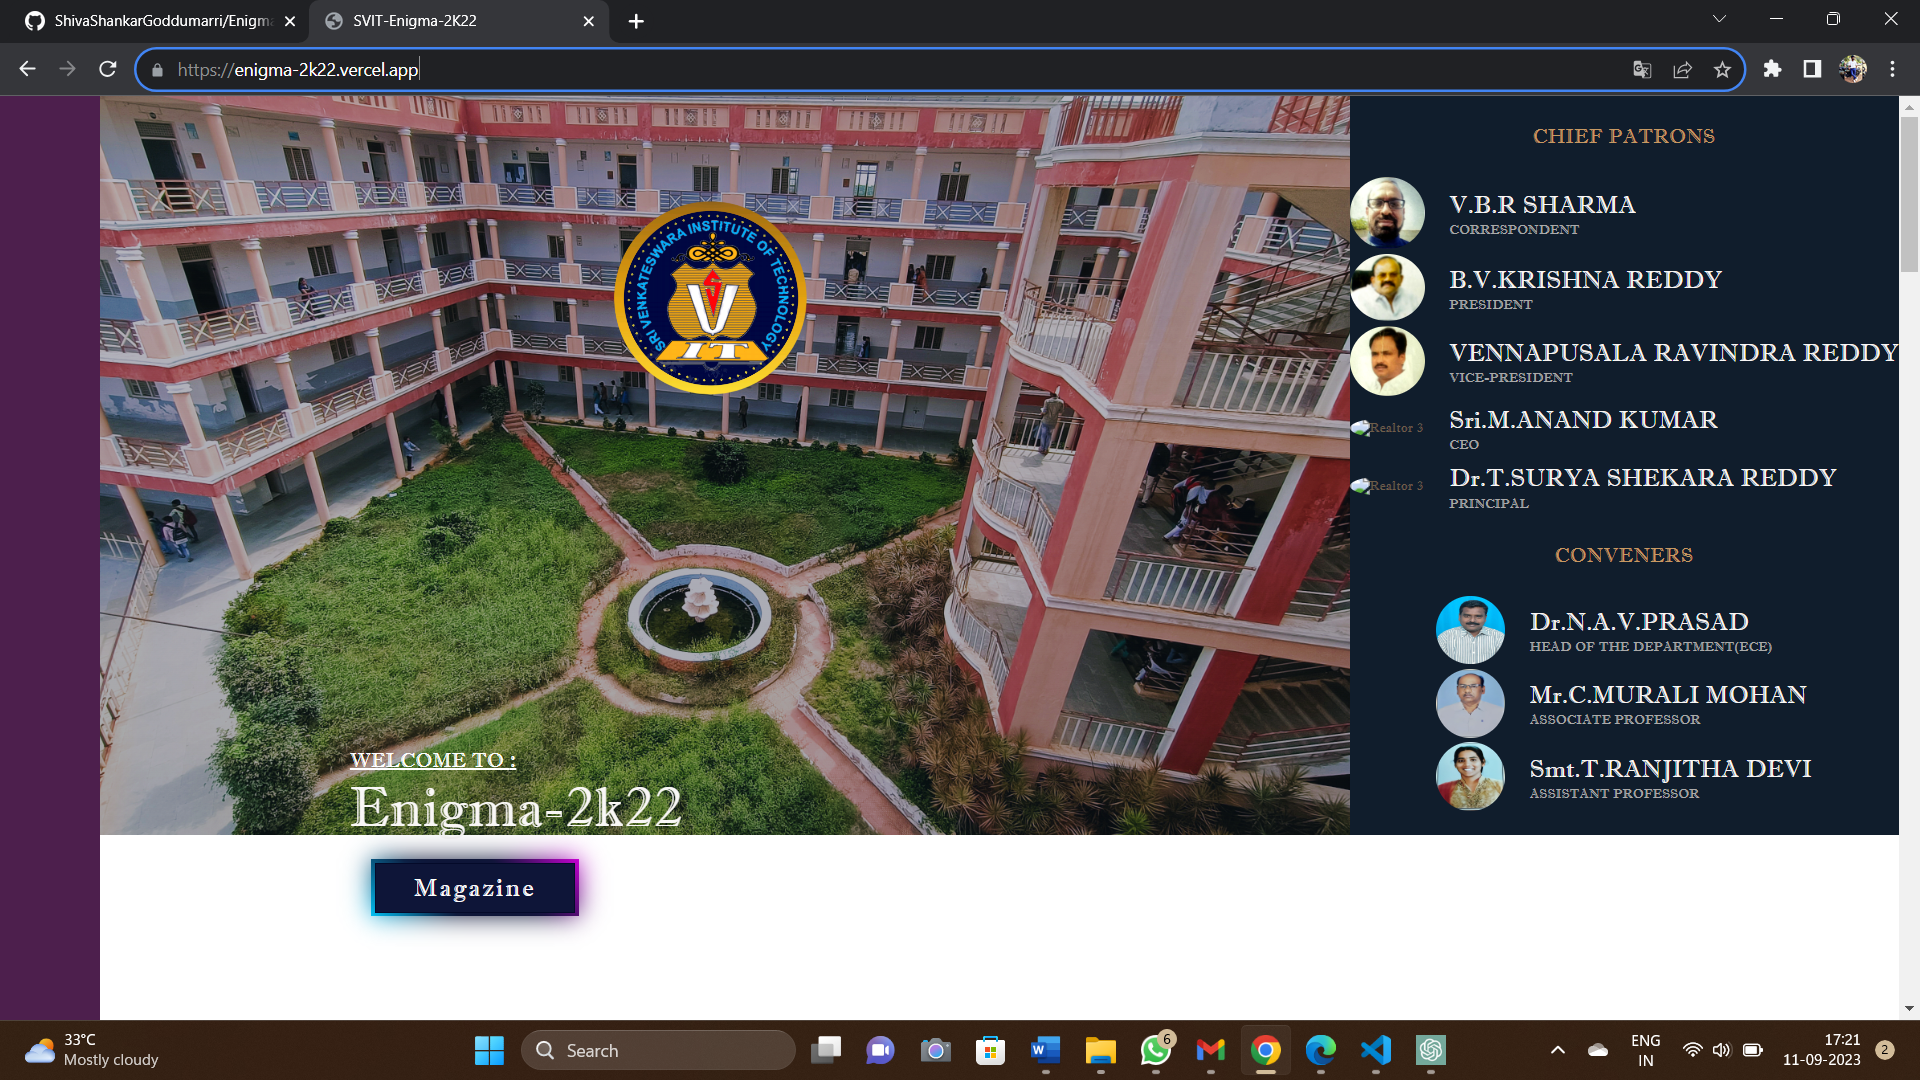 ShivaShankarGoddumarri/Enigma
SVIT-Enigma-2K22
https://enigma-2k22.vercel.app
CHIEF PATRONS
V.B.R SHARMA
CORRESPONDENT
B.V.KRISHNA REDDY
PRESIDENT
VENNAPUSALA RAVINDRA REDDY
VICE-PRESIDENT
Realtor 3
Sri.M.ANAND KUMAR
CEO
Realtor 3
Dr.T.SURYA SHEKARA REDDY
PRINCIPAL
CONVENERS
Dr.N.A.V.PRASAD
HEAD OF THE DEPARTMENT(ECE)
Mr.C.MURALI MOHAN
ASSOCIATE PROFESSOR
Smt.T.RANJITHA DEVI
ASSISTANT PROFESSOR
SRI VENKATESWARA INSTITUTE OF TECHNOLOGY
SV
IT
WELCOME TO :
Enigma-2k22
Magazine
33°C
Mostly cloudy
Search
6
ENG
IN
17:21
11-09-2023
2